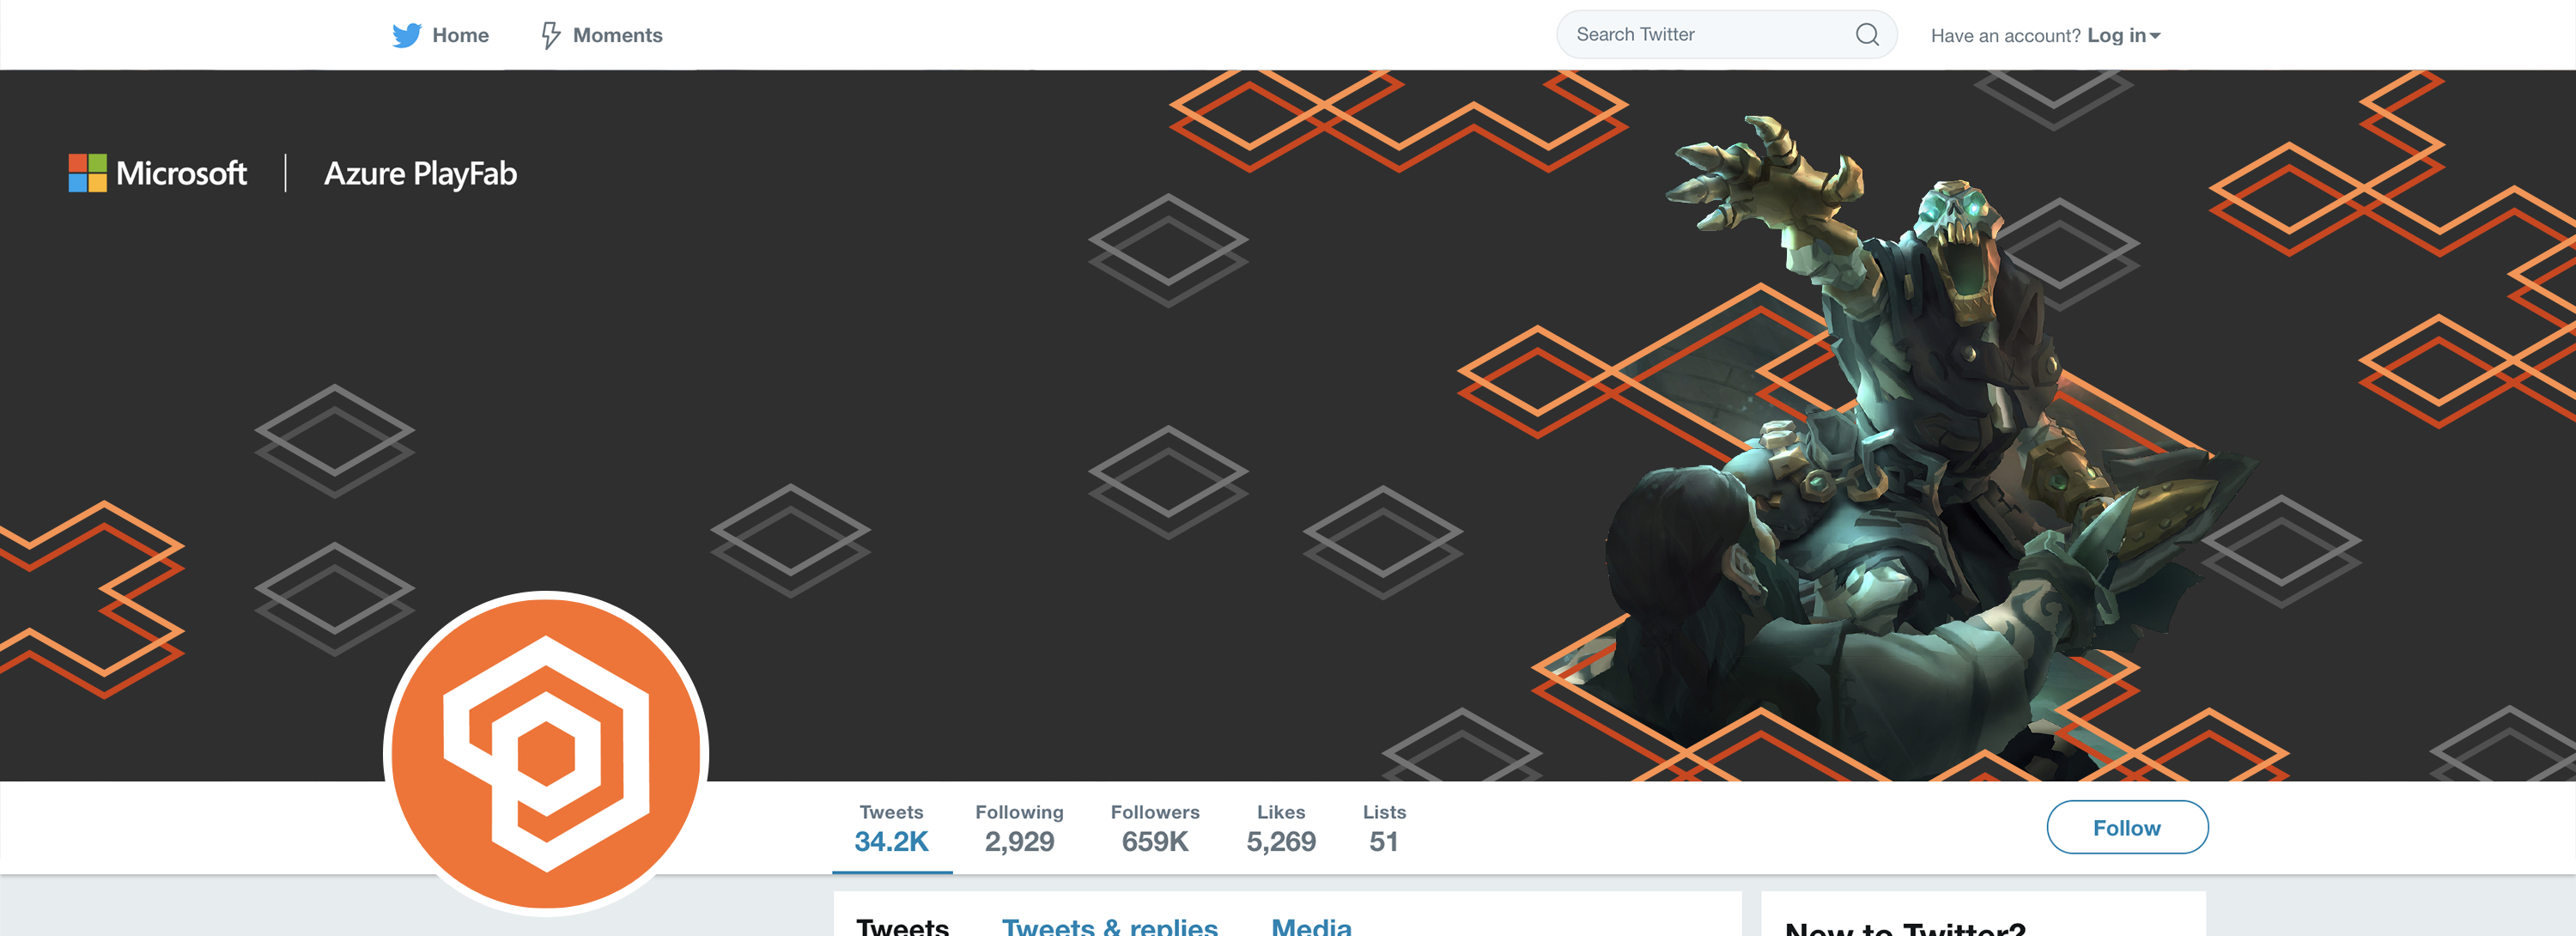 Home
Moments
Search Twitter
Have an account? Log in
Microsoft
Azure PlayFab
Tweets
34.2K
Following
2,929
Followers
659K
Likes
5,269
Lists
51
Follow
Tweets
Tweets & replies
Media
New to Twitter?